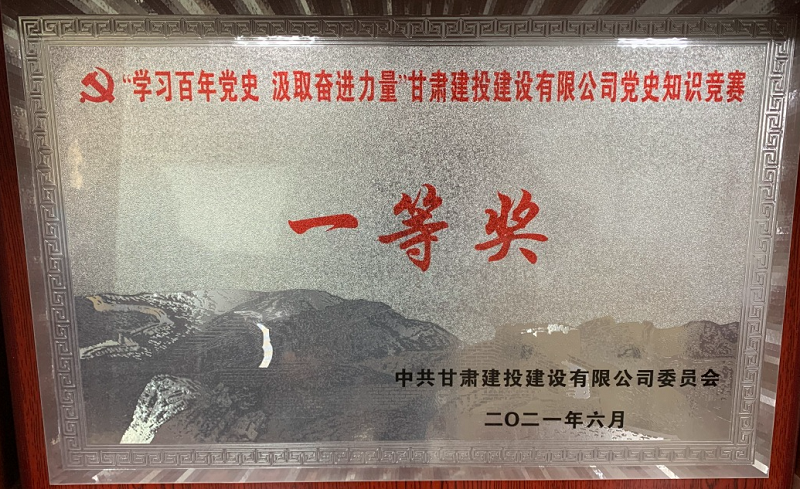 “学习百年党史 汲取奋进力量”甘肃建投建设有限公司党史知识竞赛
一等奖
中共甘肃建投建设有限公司委员会
二〇二一年六月